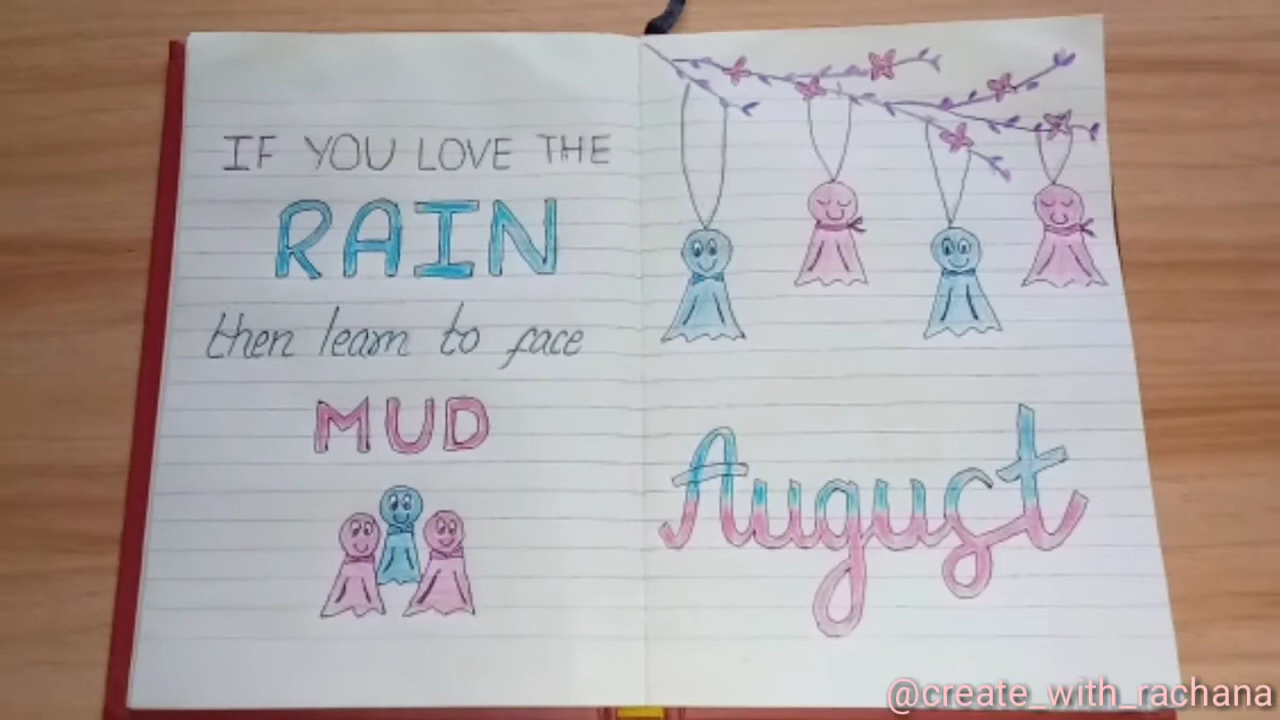 IF YOU LOVE THE
RAIN
then learn to face
MUD
August
@create_with_rachana